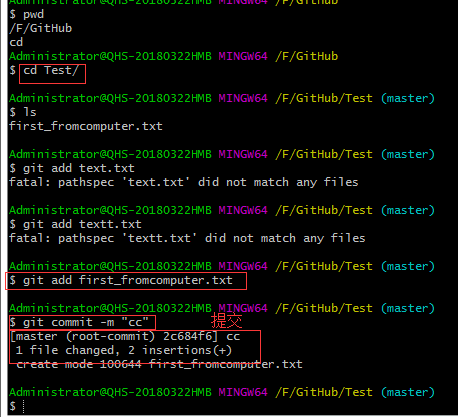 Administrator@QHS-20180322HMB MINGW64 /F/GitHub
$ pwd
/F/GitHub
cd
Administrator@QHS-20180322HMB MINGW64 /F/GitHub
$ cd Test/
Administrator@QHS-20180322HMB MINGW64 /F/GitHub/Test (master)
$ ls
first_fromcomputer.txt
Administrator@QHS-20180322HMB MINGW64 /F/GitHub/Test (master)
$ git add text.txt
fatal: pathspec 'text.txt' did not match any files
Administrator@QHS-20180322HMB MINGW64 /F/GitHub/Test (master)
$ git add textt.txt
fatal: pathspec 'textt.txt' did not match any files
Administrator@QHS-20180322HMB MINGW64 /F/GitHub/Test (master)
$ git add first_fromcomputer.txt
Administrator@QHS-20180322HMB MINGW64 /F/GitHub/Test (master)
$ git commit -m "cc" 提交
[master (root-commit) 2c684f6] cc
1 file changed, 2 insertions(+)
create mode 100644 first_fromcomputer.txt
Administrator@QHS-20180322HMB MINGW64 /F/GitHub/Test (master)
$